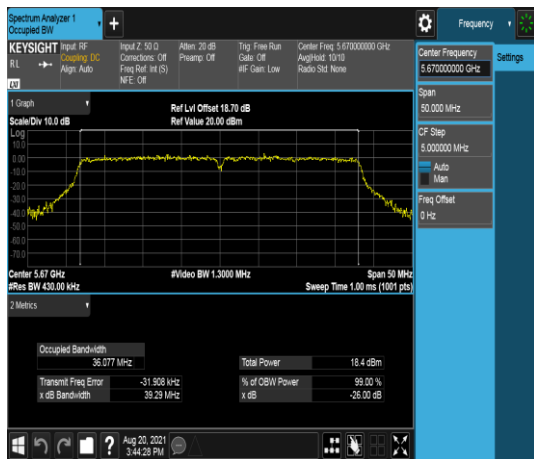 Spectrum Analyzer 1
Occupied BW
+
Frequency
KEYSIGHT Input: RF
Coupling: DC
Align: Auto
RL
LXI
Input Z: 50 Ω
Corrections: Off
Freq Ref: Int (S)
NFE: Off
Atten: 20 dB
Preamp: Off
Trig: Free Run
Gate: Off
#IF Gain: Low
Center Freq: 5.670000000 GHz
Avg|Hold: 10/10
Radio Std: None
Center Frequency
5.670000000 GHz
Settings
Span
50.000 MHz
CF Step
5.000000 MHz
Auto
Man
Freq Offset
0 Hz
1 Graph
Scale/Div 10.0 dB
Ref Lvl Offset 18.70 dB
Ref Value 20.00 dBm
Log
10.0
0.00
-10.0
-20.0
-30.0
-40.0
-50.0
-60.0
-70.0
Center 5.67 GHz
#Res BW 430.00 kHz
#Video BW 1.3000 MHz
Span 50 MHz
Sweep Time 1.00 ms (1001 pts)
2 Metrics
Occupied Bandwidth
36.077 MHz
Total Power 18.4 dBm
Transmit Freq Error -31.908 kHz
% of OBW Power 99.00 %
x dB Bandwidth 39.29 MHz
x dB -26.00 dB
?
Aug 20, 2021
3:44:28 PM